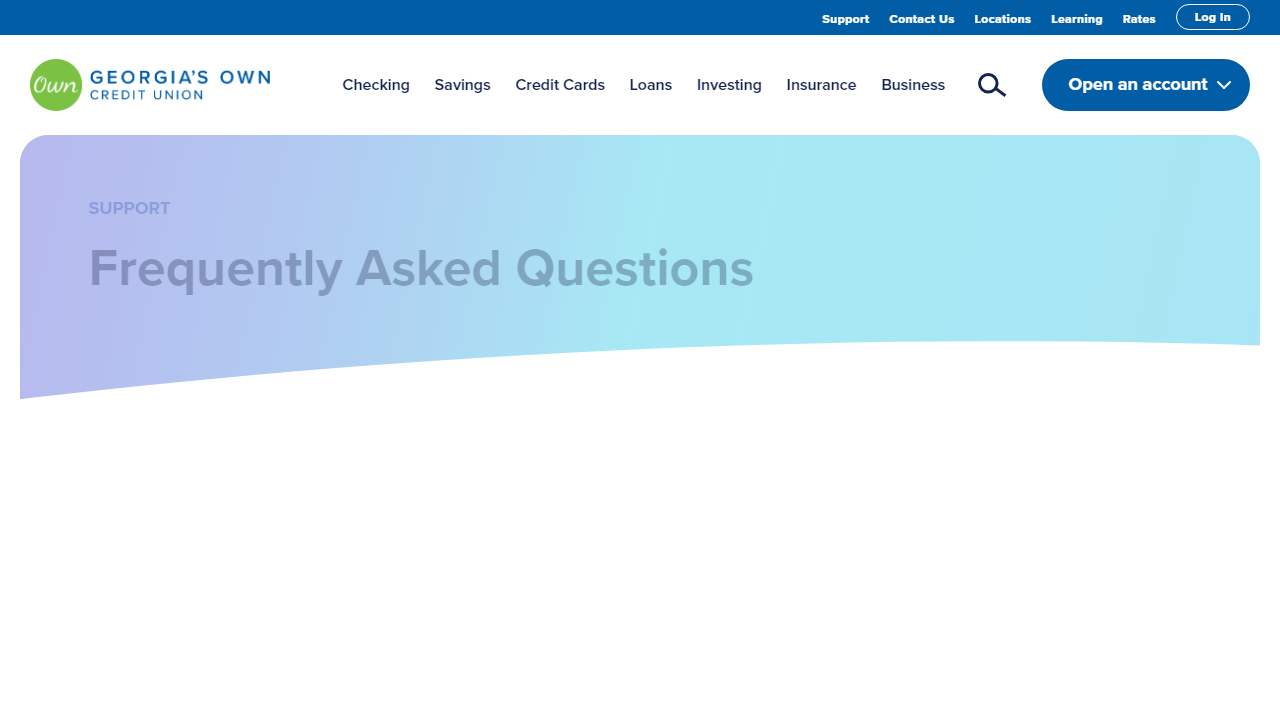 Support Contact Us Locations Learning Rates Log In
Own GEORGIA'S OWN
CREDIT UNION
Checking Savings Credit Cards Loans Investing Insurance Business Open an account
SUPPORT
Frequently Asked Questions